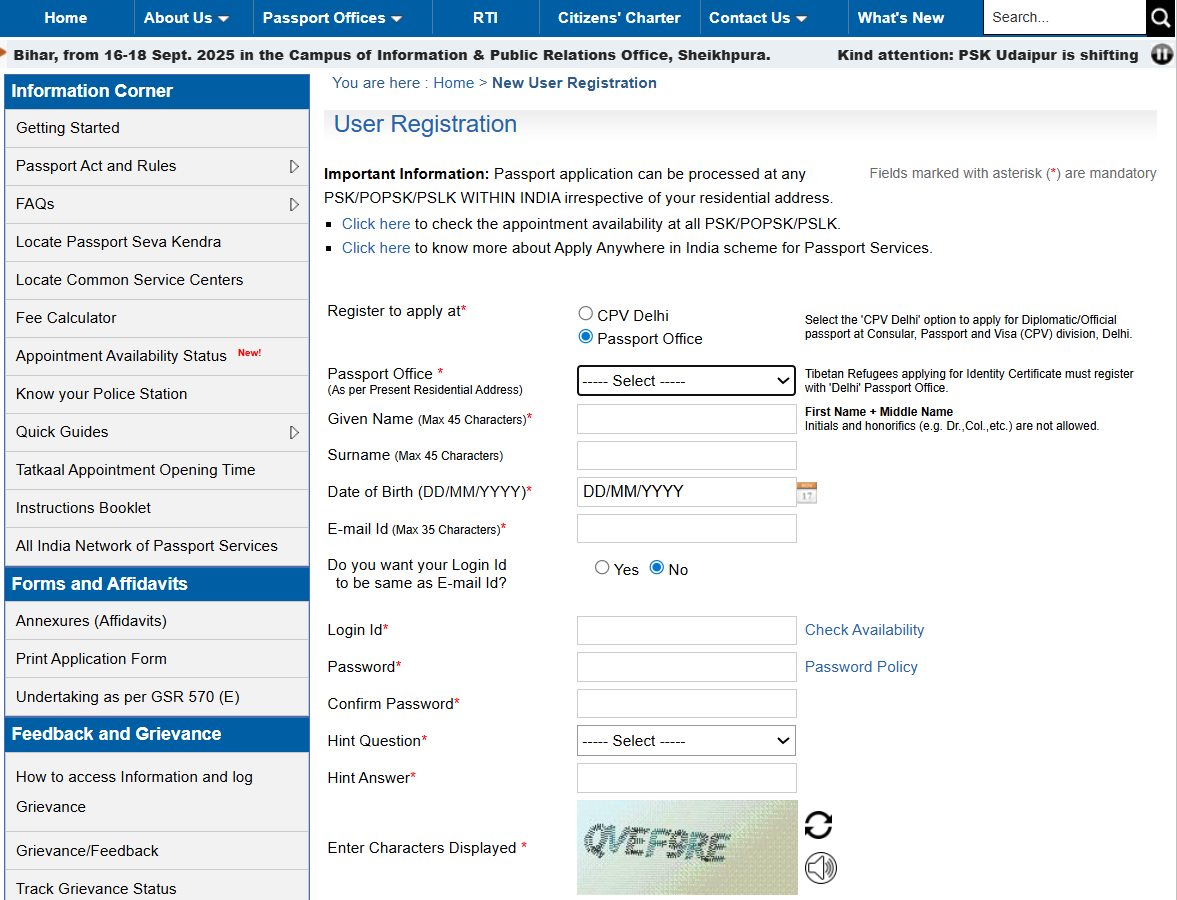 Home About Us Passport Offices RTI Citizens' Charter Contact Us What's New Search...
Bihar, from 16-18 Sept. 2025 in the Campus of Information & Public Relations Office, Sheikhpura. Kind attention: PSK Udaipur is shifting
Information Corner
Getting Started
Passport Act and Rules
FAQs
Locate Passport Seva Kendra
Locate Common Service Centers
Fee Calculator
Appointment Availability Status New!
Know your Police Station
Quick Guides
Tatkaal Appointment Opening Time
Instructions Booklet
All India Network of Passport Services
Forms and Affidavits
Annexures (Affidavits)
Print Application Form
Undertaking as per GSR 570 (E)
Feedback and Grievance
How to access Information and log
Grievance
Grievance/Feedback
Track Grievance Status
You are here : Home > New User Registration
User Registration
Important Information: Passport application can be processed at any
PSK/POPSK/PSLK WITHIN INDIA irrespective of your residential address.
Fields marked with asterisk (*) are mandatory
Click here to check the appointment availability at all PSK/POPSK/PSLK.
Click here to know more about Apply Anywhere in India scheme for Passport Services.
Register to apply at*
CPV Delhi
Passport Office
Select the 'CPV Delhi' option to apply for Diplomatic/Official
passport at Consular, Passport and Visa (CPV) division, Delhi.
Passport Office *
(As per Present Residential Address)
----- Select -----
Tibetan Refugees applying for Identity Certificate must register
with 'Delhi' Passport Office.
Given Name (Max 45 Characters)*
First Name + Middle Name
Initials and honorifics (e.g. Dr.,Col.,etc.) are not allowed.
Surname (Max 45 Characters)
Date of Birth (DD/MM/YYYY)* DD/MM/YYYY 17
E-mail Id (Max 35 Characters)*
Do you want your Login Id
to be same as E-mail Id?
Yes No
Login Id* Check Availability
Password* Password Policy
Confirm Password*
Hint Question* ----- Select -----
Hint Answer*
Enter Characters Displayed *
QVEF9RE